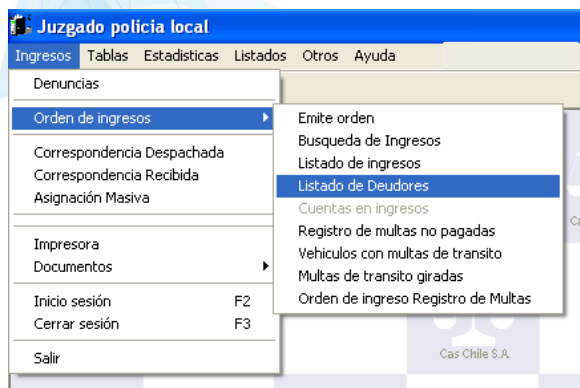 Juzgado policia local
Ingresos Tablas Estadisticas Listados Otros Ayuda
Denuncias
Orden de ingresos
Correspondencia Despachada
Correspondencia Recibida
Asignación Masiva
Impresora
Documentos
Inicio sesión F2
Cerrar sesión F3
Salir
Emite orden
Busqueda de Ingresos
Listado de ingresos
Listado de Deudores
Cuentas en ingresos
Registro de multas no pagadas
Vehiculos con multas de transito
Multas de transito giradas
Orden de ingreso Registro de Multas
Cas Chile S.A.